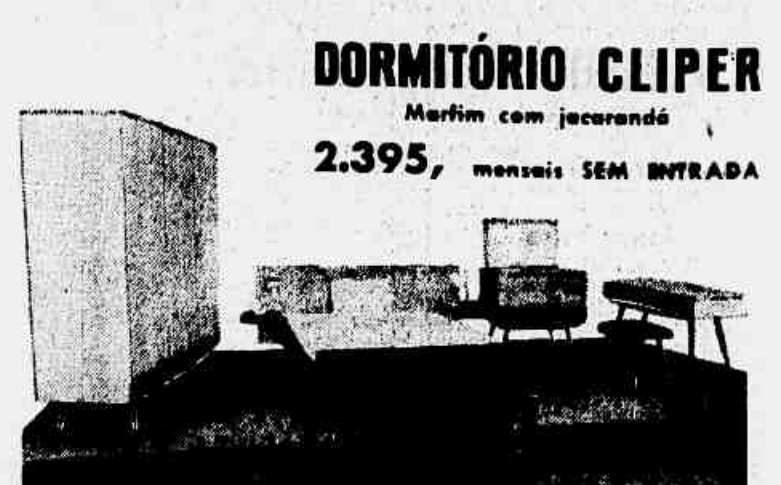 DORMITÓRIO CLIPER
Marfim com jacarandá
2.395, mensais SEM ENTRADA